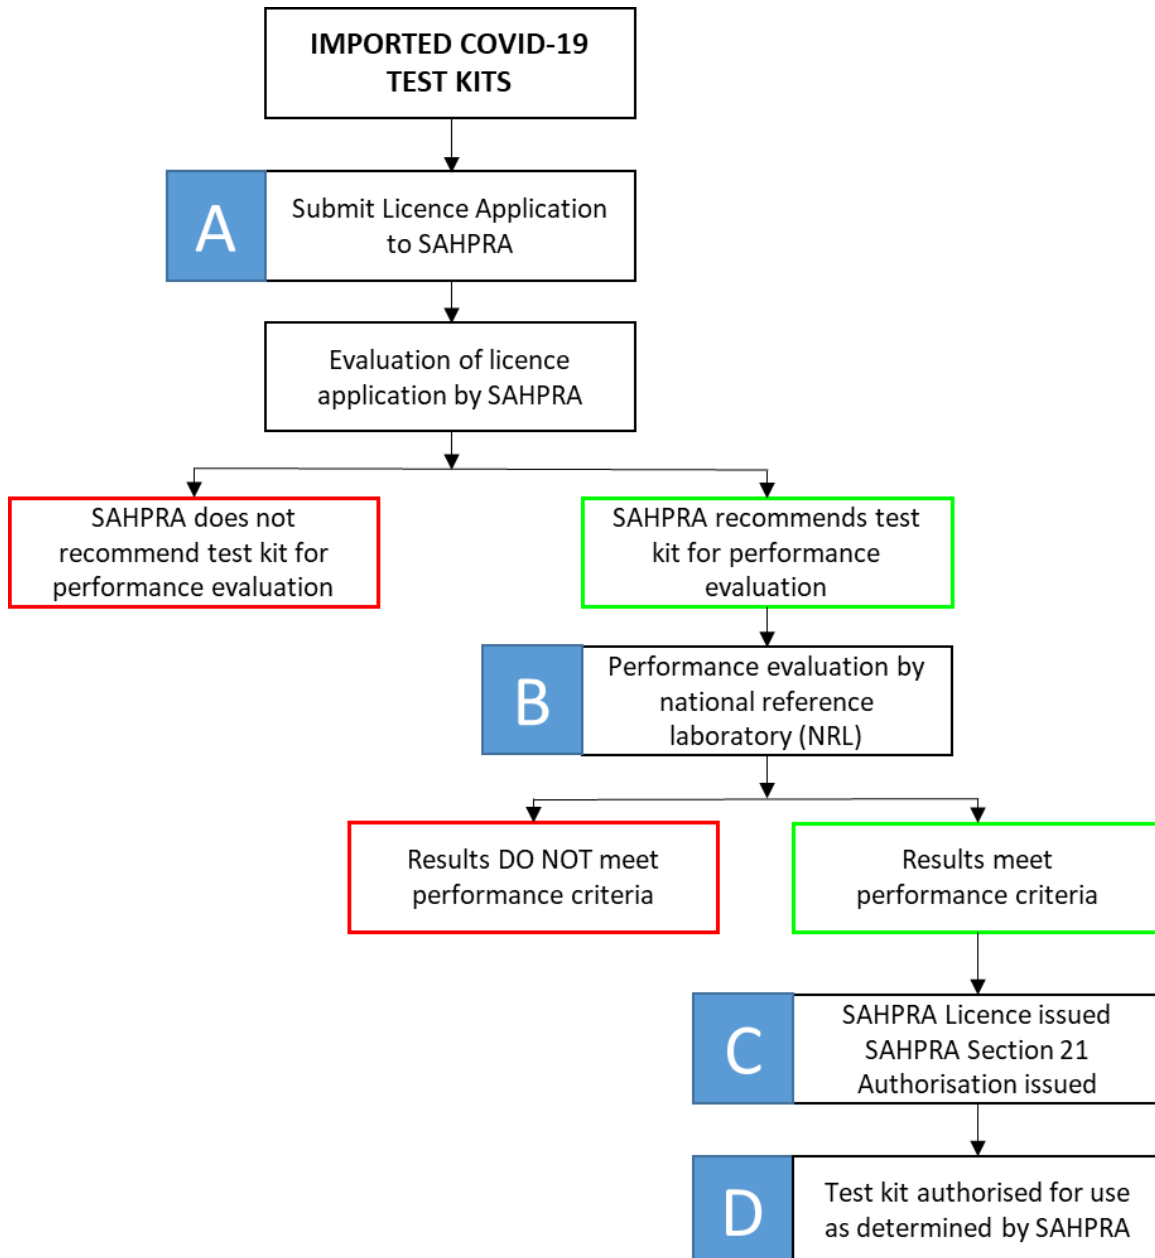 IMPORTED COVID-19
TEST KITS
A
Submit Licence Application
to SAHPRA
Evaluation of licence
application by SAHPRA
SAHPRA does not
recommend test kit for
performance evaluation
SAHPRA recommends test
kit for performance
evaluation
B
Performance evaluation by
national reference
laboratory (NRL)
Results DO NOT meet
performance criteria
Results meet
performance criteria
C
SAHPRA Licence issued
SAHPRA Section 21
Authorisation issued
D
Test kit authorised for use
as determined by SAHPRA